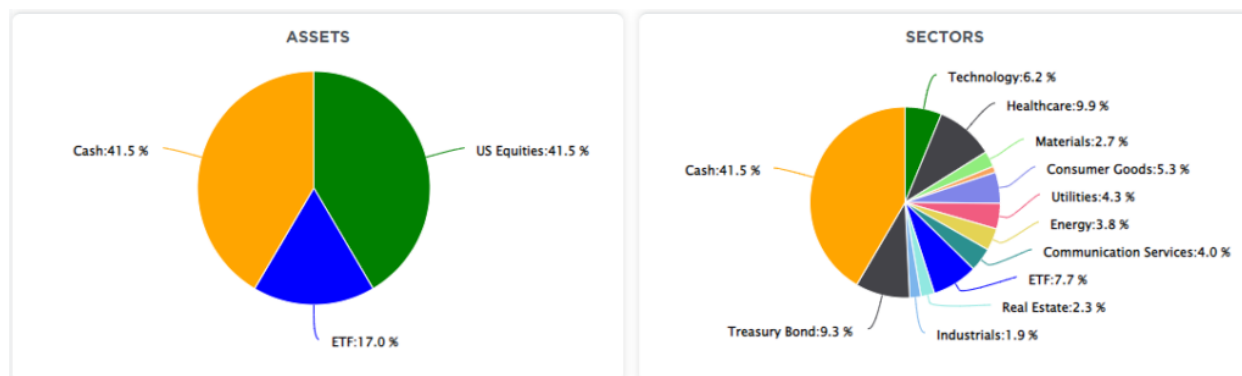 ASSETS
Cash:41.5 %
US Equities:41.5 %
ETF:17.0 %
SECTORS
Technology:6.2 %
Healthcare:9.9 %
Materials:2.7 %
Consumer Goods:5.3 %
Utilities:4.3 %
Energy:3.8 %
Communication Services:4.0 %
ETF:7.7 %
Real Estate:2.3 %
Industrials:1.9 %
Treasury Bond:9.3 %
Cash:41.5 %